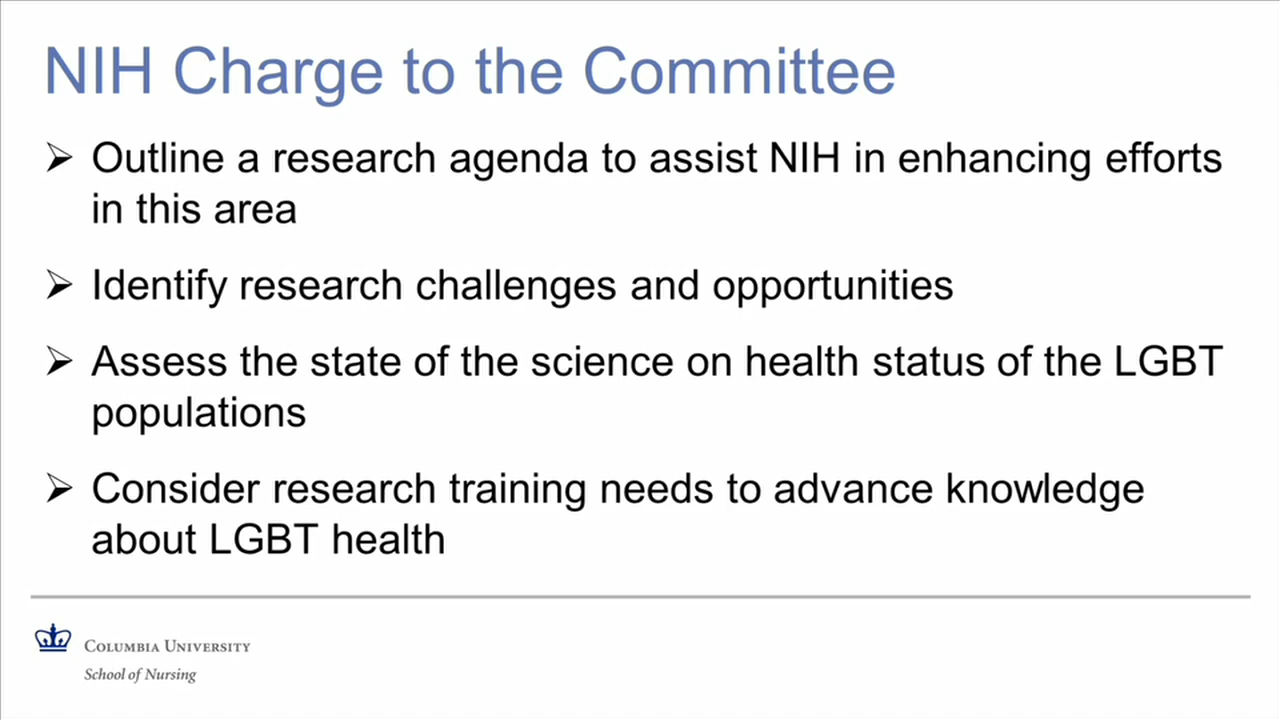 NIH Charge to the Committee
➢ Outline a research agenda to assist NIH in enhancing efforts
in this area
➢ Identify research challenges and opportunities
➢ Assess the state of the science on health status of the LGBT
populations
➢ Consider research training needs to advance knowledge
about LGBT health
COLUMBIA UNIVERSITY
School of Nursing